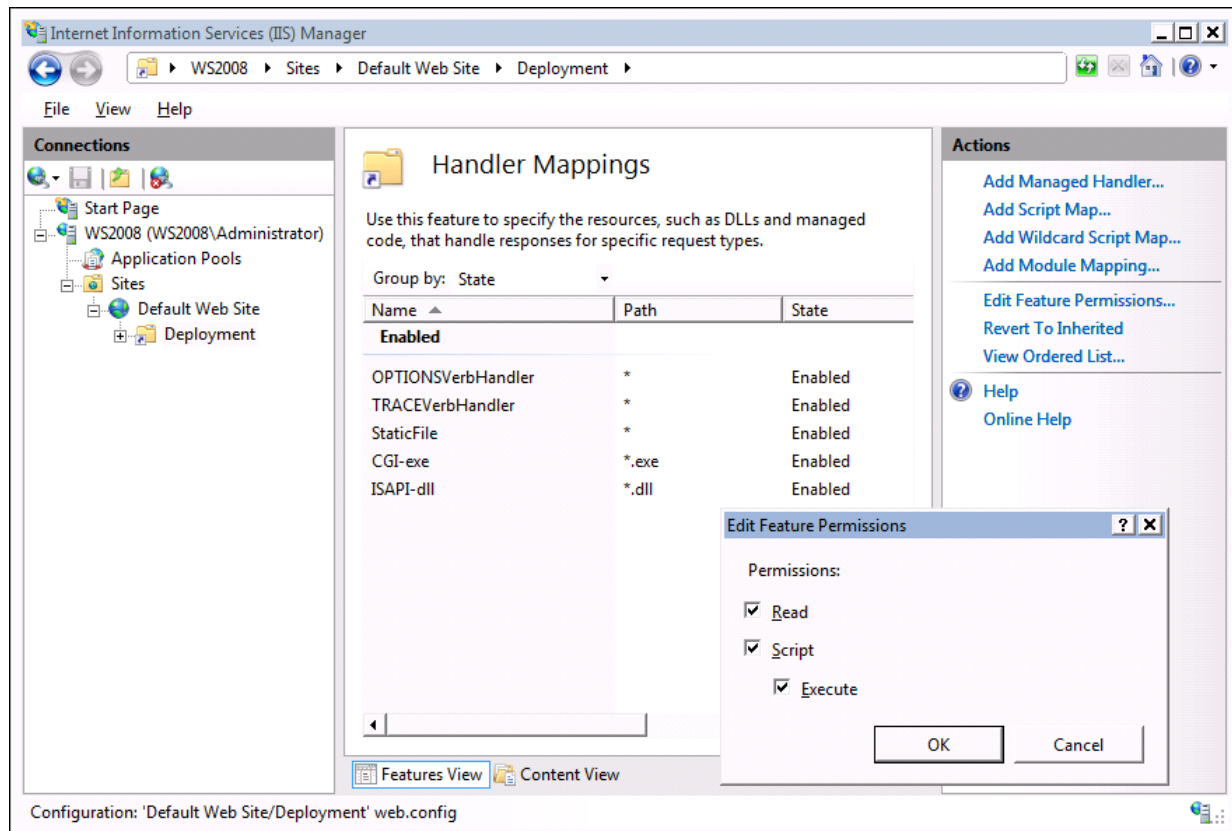 Internet Information Services (IIS) Manager
WS2008 Sites Default Web Site Deployment
File View Help
Connections
Start Page
WS2008 (WS2008\Administrator)
Application Pools
Sites
Default Web Site
Deployment
Handler Mappings
Use this feature to specify the resources, such as DLLs and managed
code, that handle responses for specific request types.
Group by: State
Name Path State
Enabled
OPTIONSVerbHandler * Enabled
TRACEVerbHandler * Enabled
StaticFile * Enabled
CGI-exe *.exe Enabled
ISAPI-dll *.dll Enabled
Features View Content View
Actions
Add Managed Handler...
Add Script Map...
Add Wildcard Script Map...
Add Module Mapping...
Edit Feature Permissions...
Revert To Inherited
View Ordered List...
Help
Online Help
Edit Feature Permissions
Permissions:
Read
Script
Execute
OK Cancel
Configuration: 'Default Web Site/Deployment' web.config